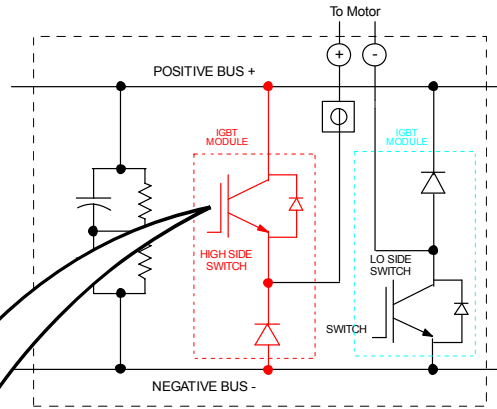 To Motor
+ -
POSITIVE BUS +
IGBT
MODULE
IGBT
MODULE
HIGH SIDE
SWITCH
LO SIDE
SWITCH
SWITCH
NEGATIVE BUS -